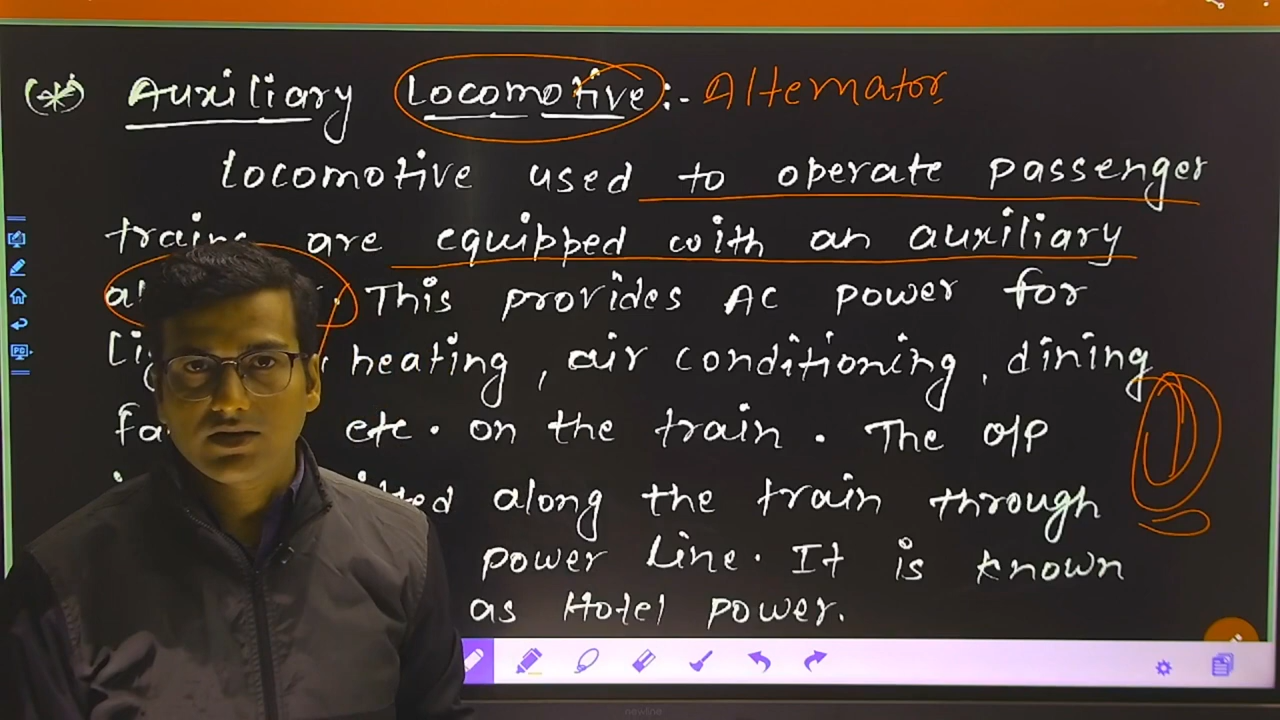 (*) Auxiliary Locomotive :- Alternator.
Locomotive used to operate passenger
trains are equipped with an auxiliary
This provides AC power for
heating, air conditioning, dining
etc. on the train. The o/p
along the train through
power line. It is known
as Hotel power.